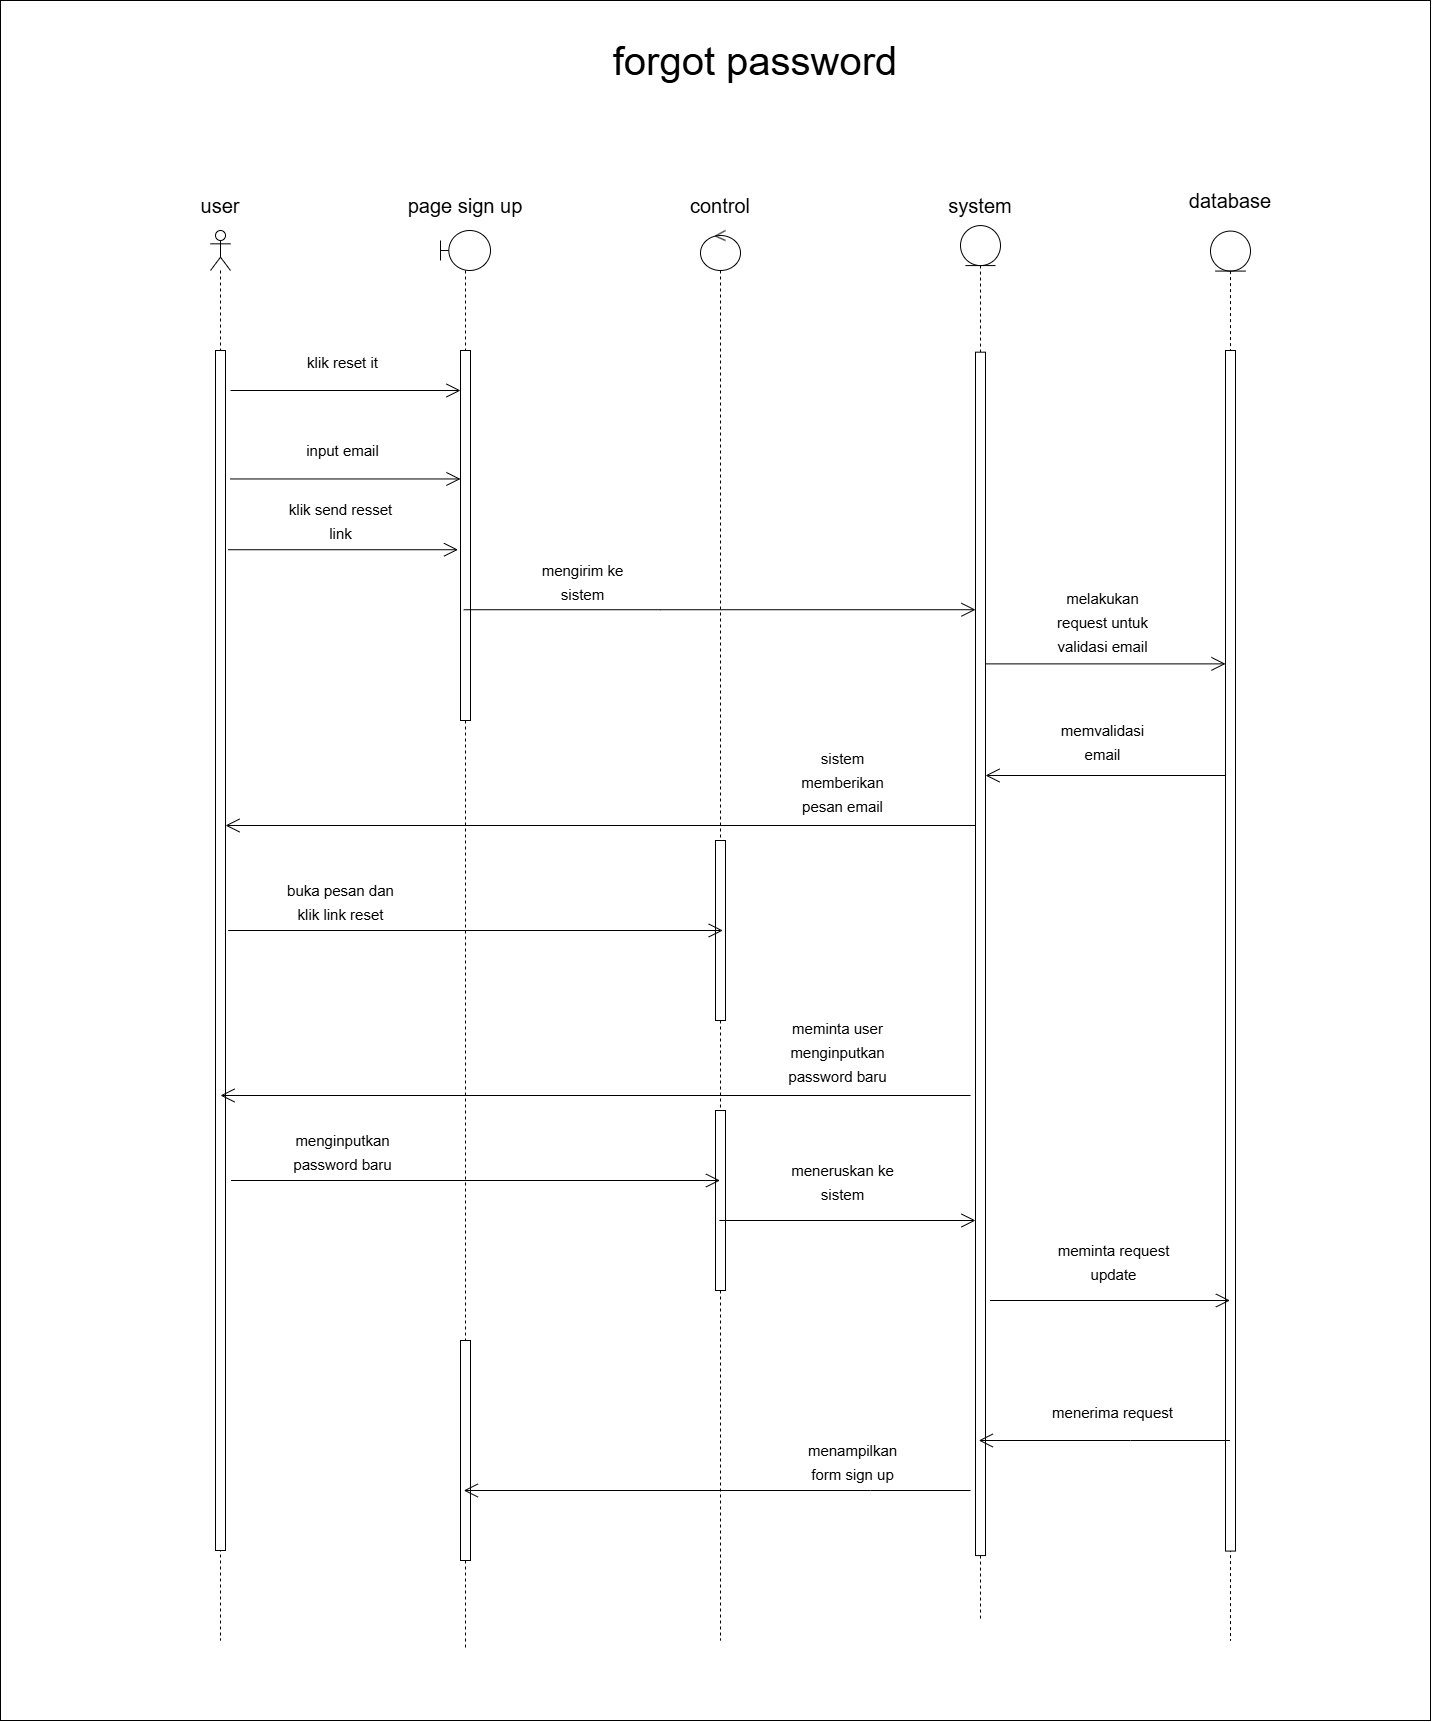 forgot password
user
page sign up
control
system
database
klik reset it
input email
klik send resset
link
mengirim ke
sistem
melakukan
request untuk
validasi email
memvalidasi
email
sistem
memberikan
pesan email
buka pesan dan
klik link reset
meminta user
menginputkan
password baru
menginputkan
password baru
meneruskan ke
sistem
meminta request
update
menerima request
menampilkan
form sign up